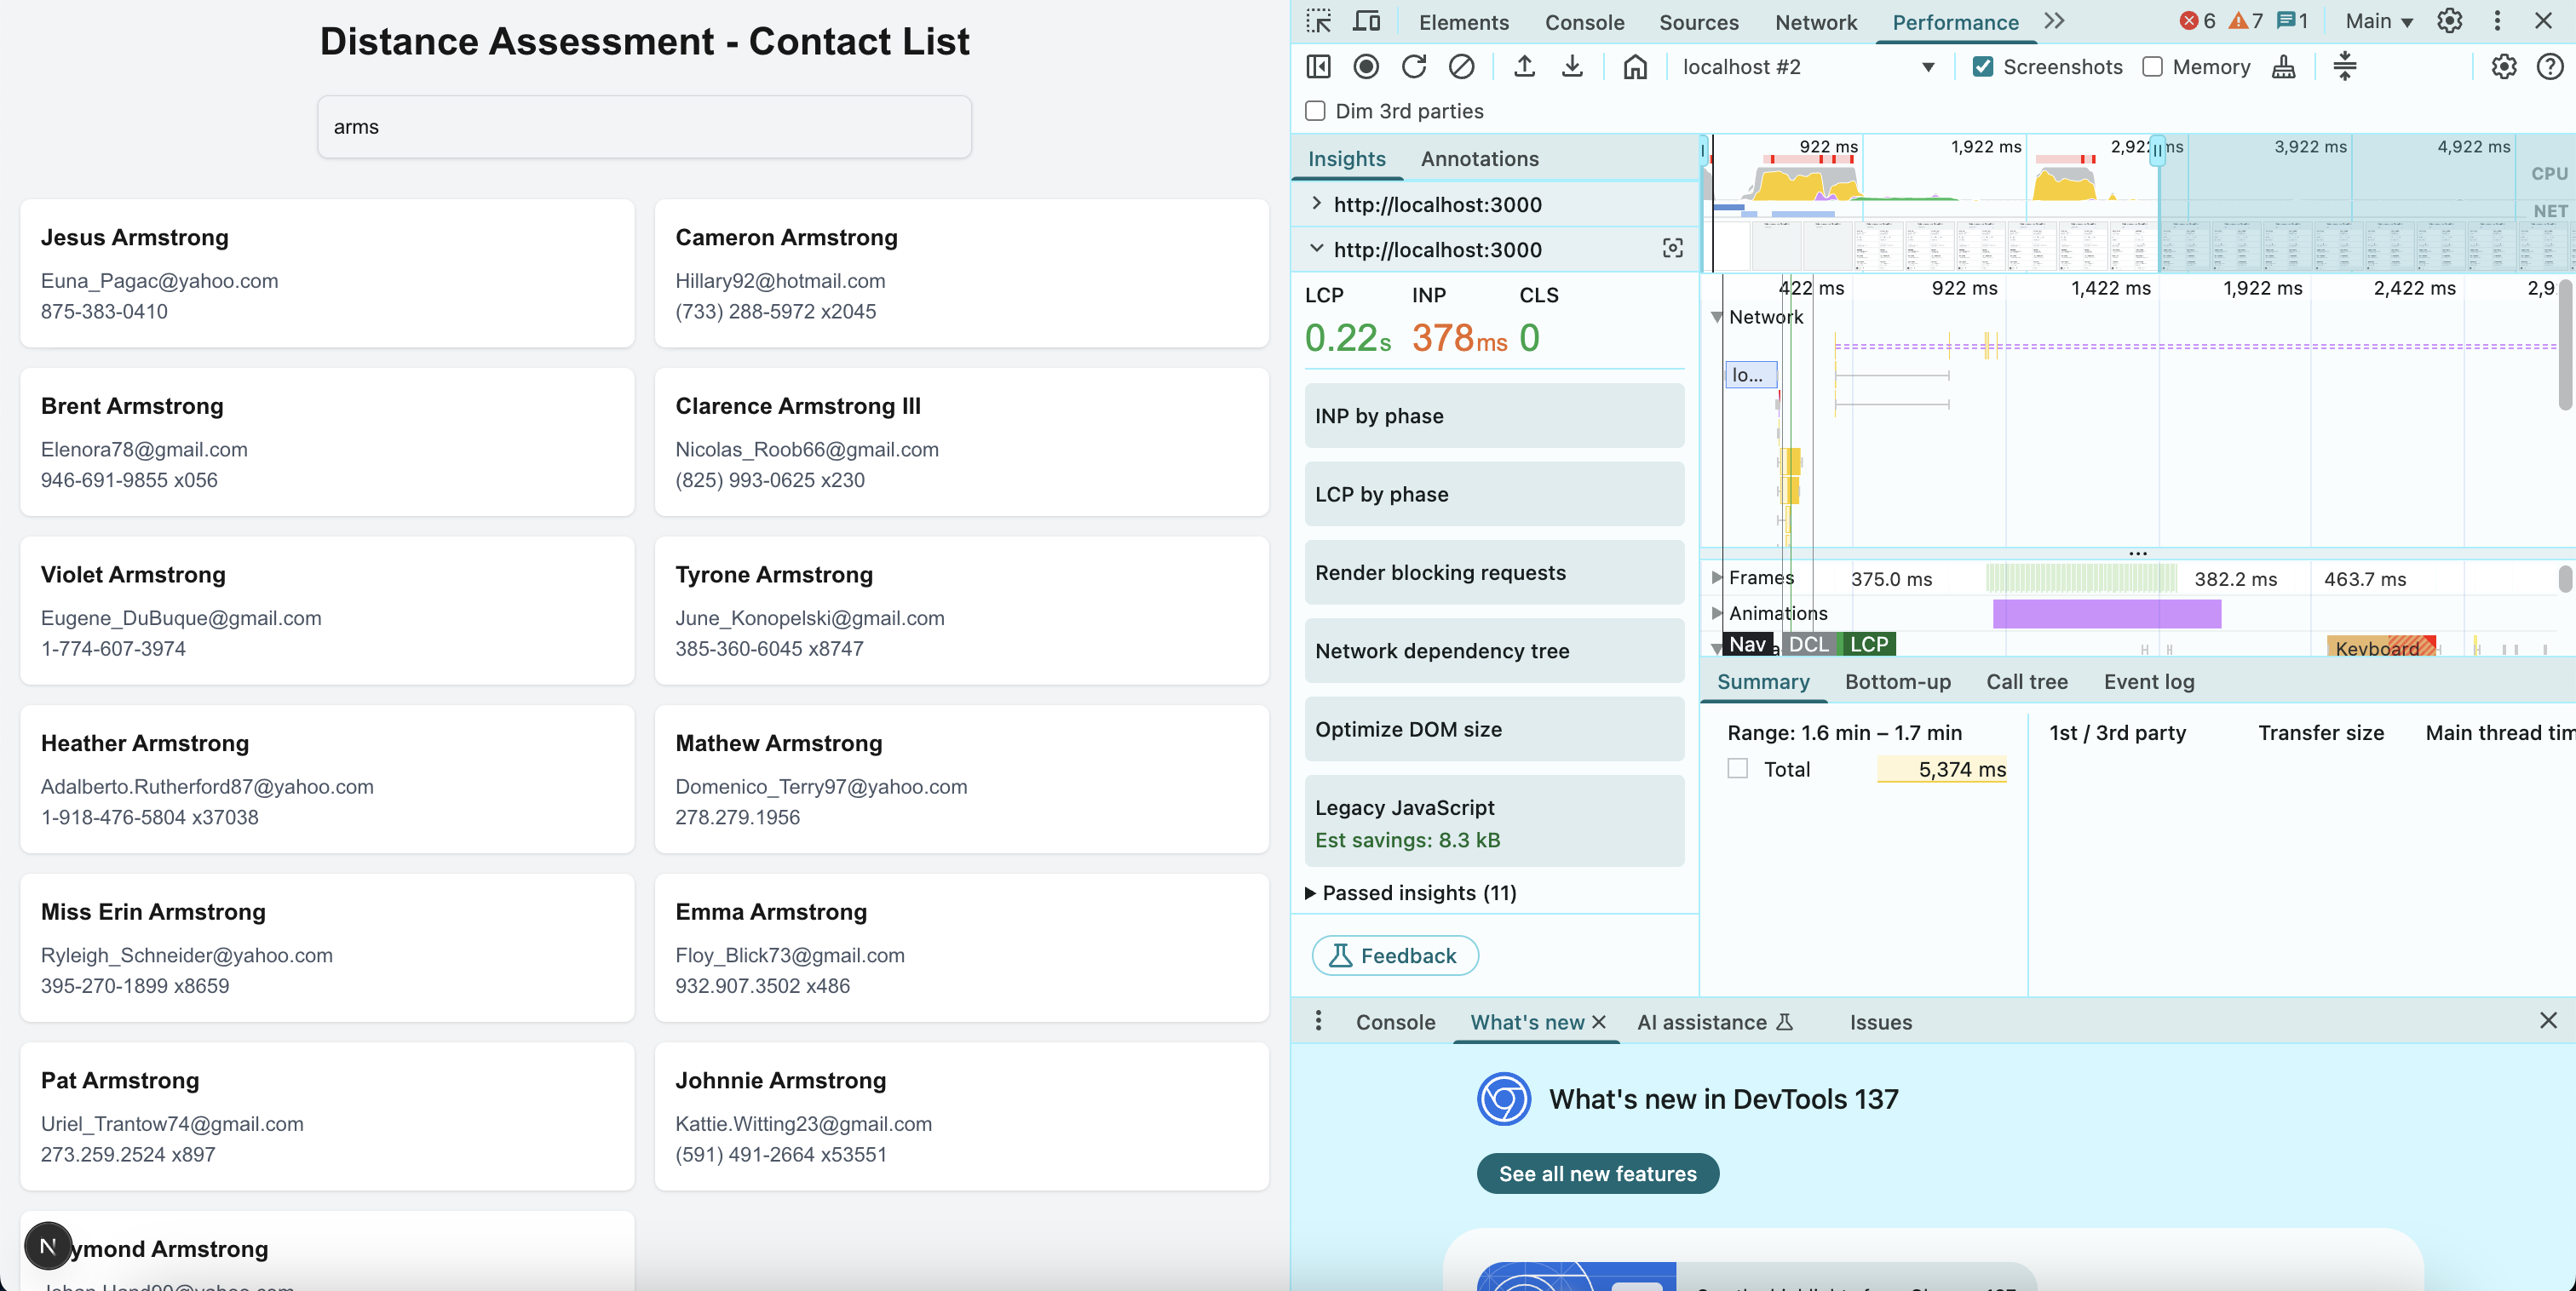 Distance Assessment - Contact List
arms
Jesus Armstrong
Euna_Pagac@yahoo.com
875-383-0410
Cameron Armstrong
Hillary92@hotmail.com
(733) 288-5972 x2045
Brent Armstrong
Elenora78@gmail.com
946-691-9855 x056
Clarence Armstrong III
Nicolas_Roob66@gmail.com
(825) 993-0625 x230
Violet Armstrong
Eugene_DuBuque@gmail.com
1-774-607-3974
Tyrone Armstrong
June_Konopelski@gmail.com
385-360-6045 x8747
Heather Armstrong
Adalberto.Rutherford87@yahoo.com
1-918-476-5804 x37038
Mathew Armstrong
Domenico_Terry97@yahoo.com
278.279.1956
Miss Erin Armstrong
Ryleigh_Schneider@yahoo.com
395-270-1899 x8659
Emma Armstrong
Floy_Blick73@gmail.com
932.907.3502 x486
Pat Armstrong
Uriel_Trantow74@gmail.com
273.259.2524 x897
Johnnie Armstrong
Kattie.Witting23@gmail.com
(591) 491-2664 x53551
N
ymond Armstrong
Elements Console Sources Network Performance 6 7 1 Main
localhost #2 Screenshots Memory
Dim 3rd parties
Insights Annotations
http://localhost:3000
http://localhost:3000
LCP INP CLS
0.22s 378ms 0
INP by phase
LCP by phase
Render blocking requests
Network dependency tree
Optimize DOM size
Legacy JavaScript
Est savings: 8.3 kB
Passed insights (11)
Feedback
922 ms 1,922 ms 2,922 ms 3,922 ms 4,922 ms
CPU
NET
422 ms 922 ms 1,422 ms 1,922 ms 2,422 ms 2,9
Network
lo...
Frames 375.0 ms 382.2 ms 463.7 ms
Animations
Nav DCL LCP Keyboard
Summary Bottom-up Call tree Event log
Range: 1.6 min – 1.7 min
Total 5,374 ms
1st / 3rd party Transfer size Main thread tim
Console What's new AI assistance Issues
What's new in DevTools 137
See all new features